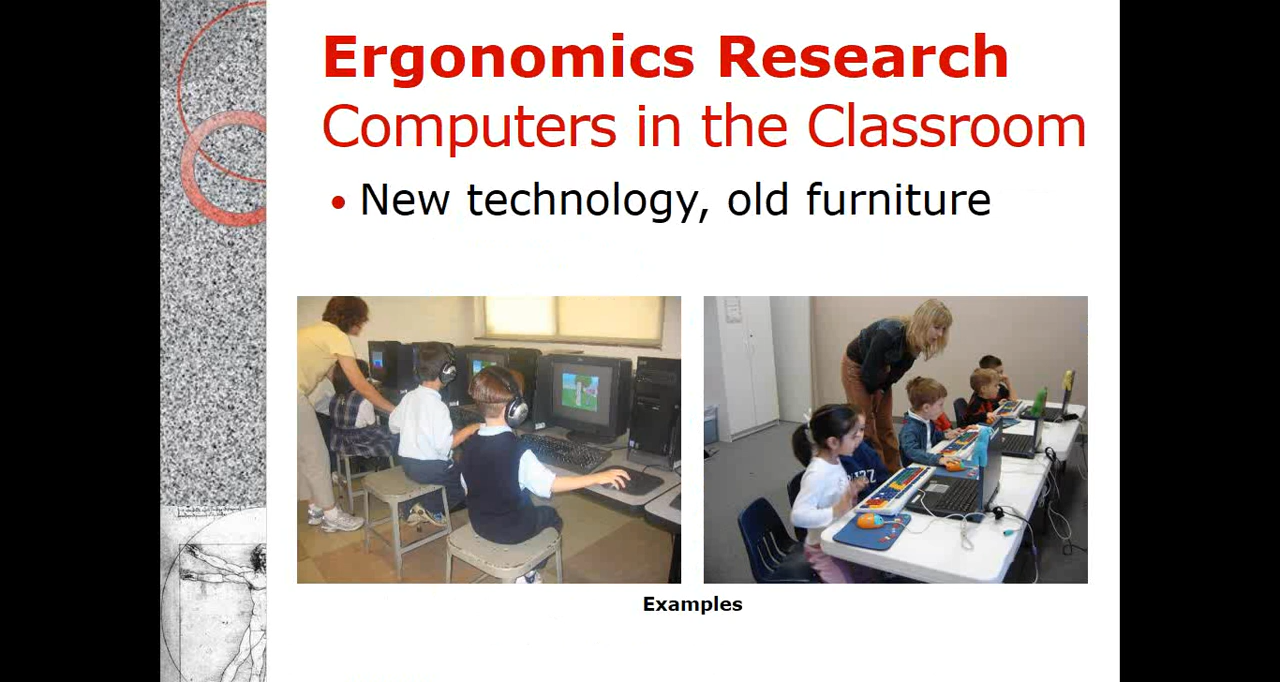 Ergonomics Research
Computers in the Classroom
• New technology, old furniture
Examples